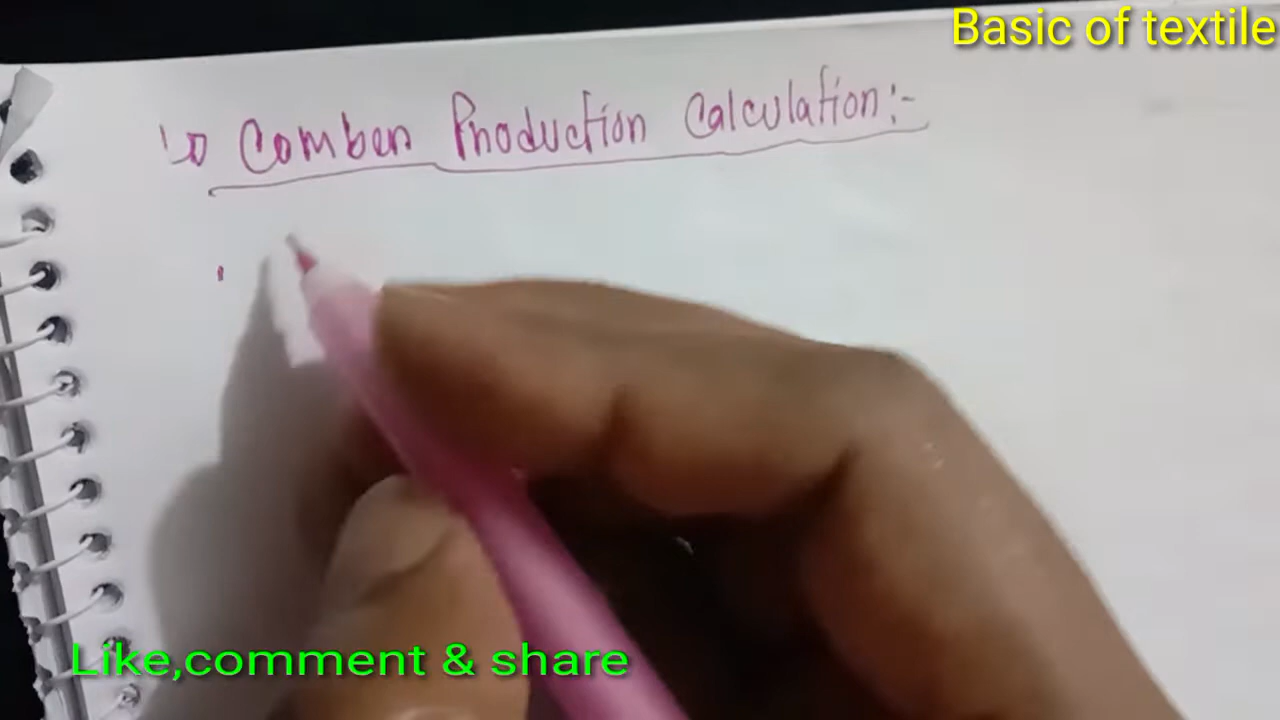 Basic of textile
Comber Production Calculation:-
Like,comment & share